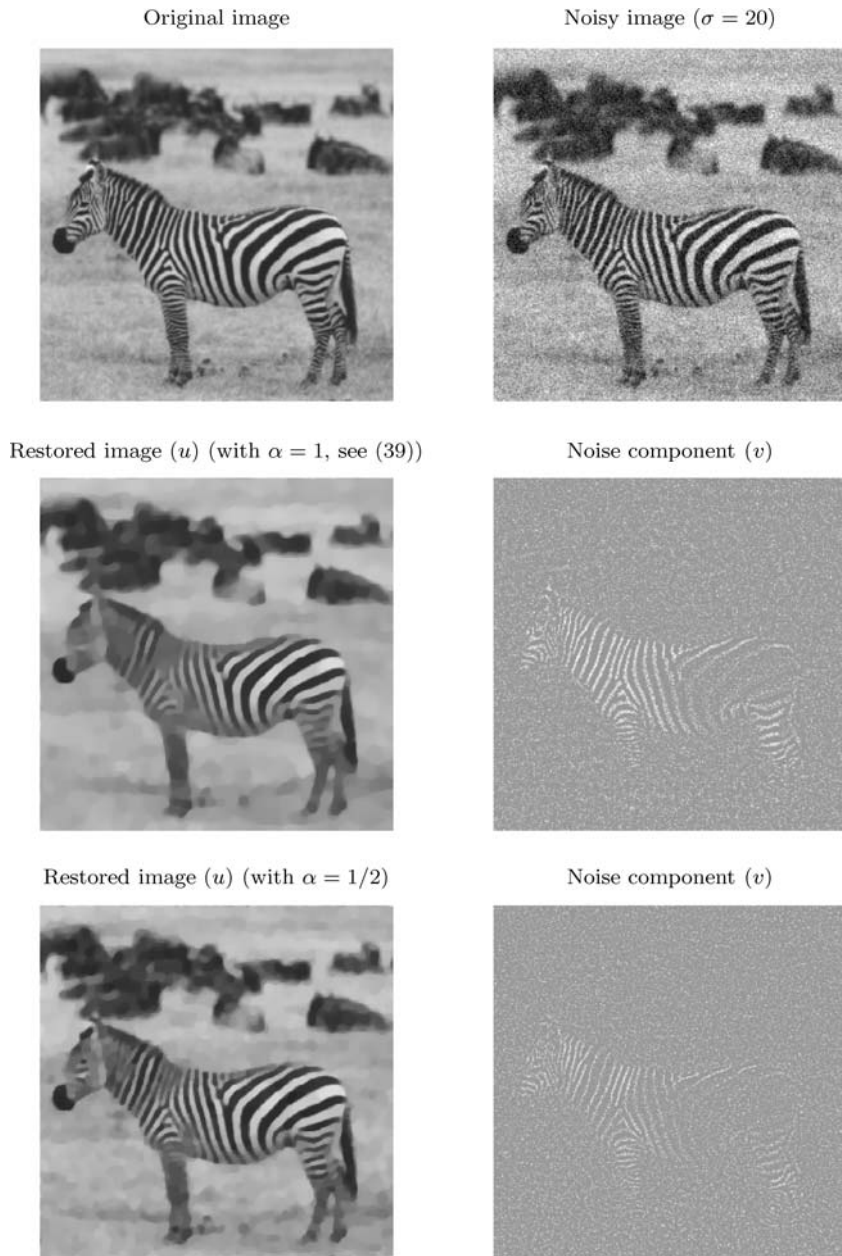 Original image
Noisy image (σ = 20)
Restored image (u) (with α = 1, see (39))
Noise component (v)
Restored image (u) (with α = 1/2)
Noise component (v)